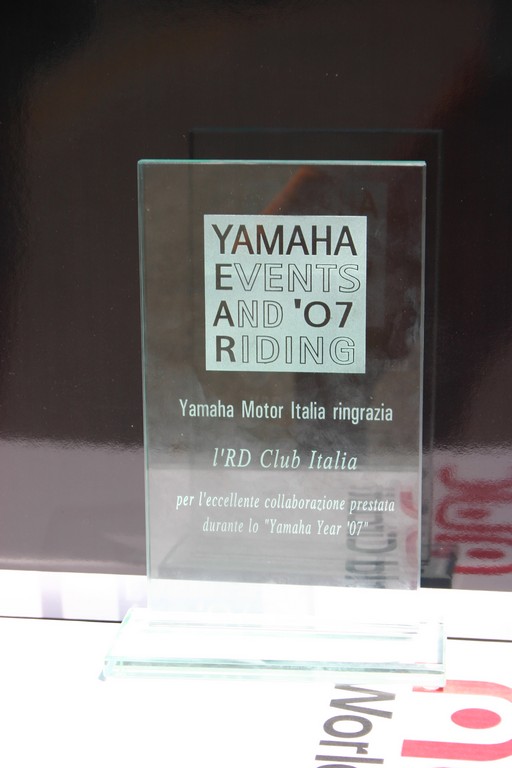 YAMAHA
EVENTS
AND '07
RIDING
Yamaha Motor Italia ringrazia
l'RD Club Italia
per l'eccellente collaborazione prestata
durante lo "Yamaha Year '07"
World